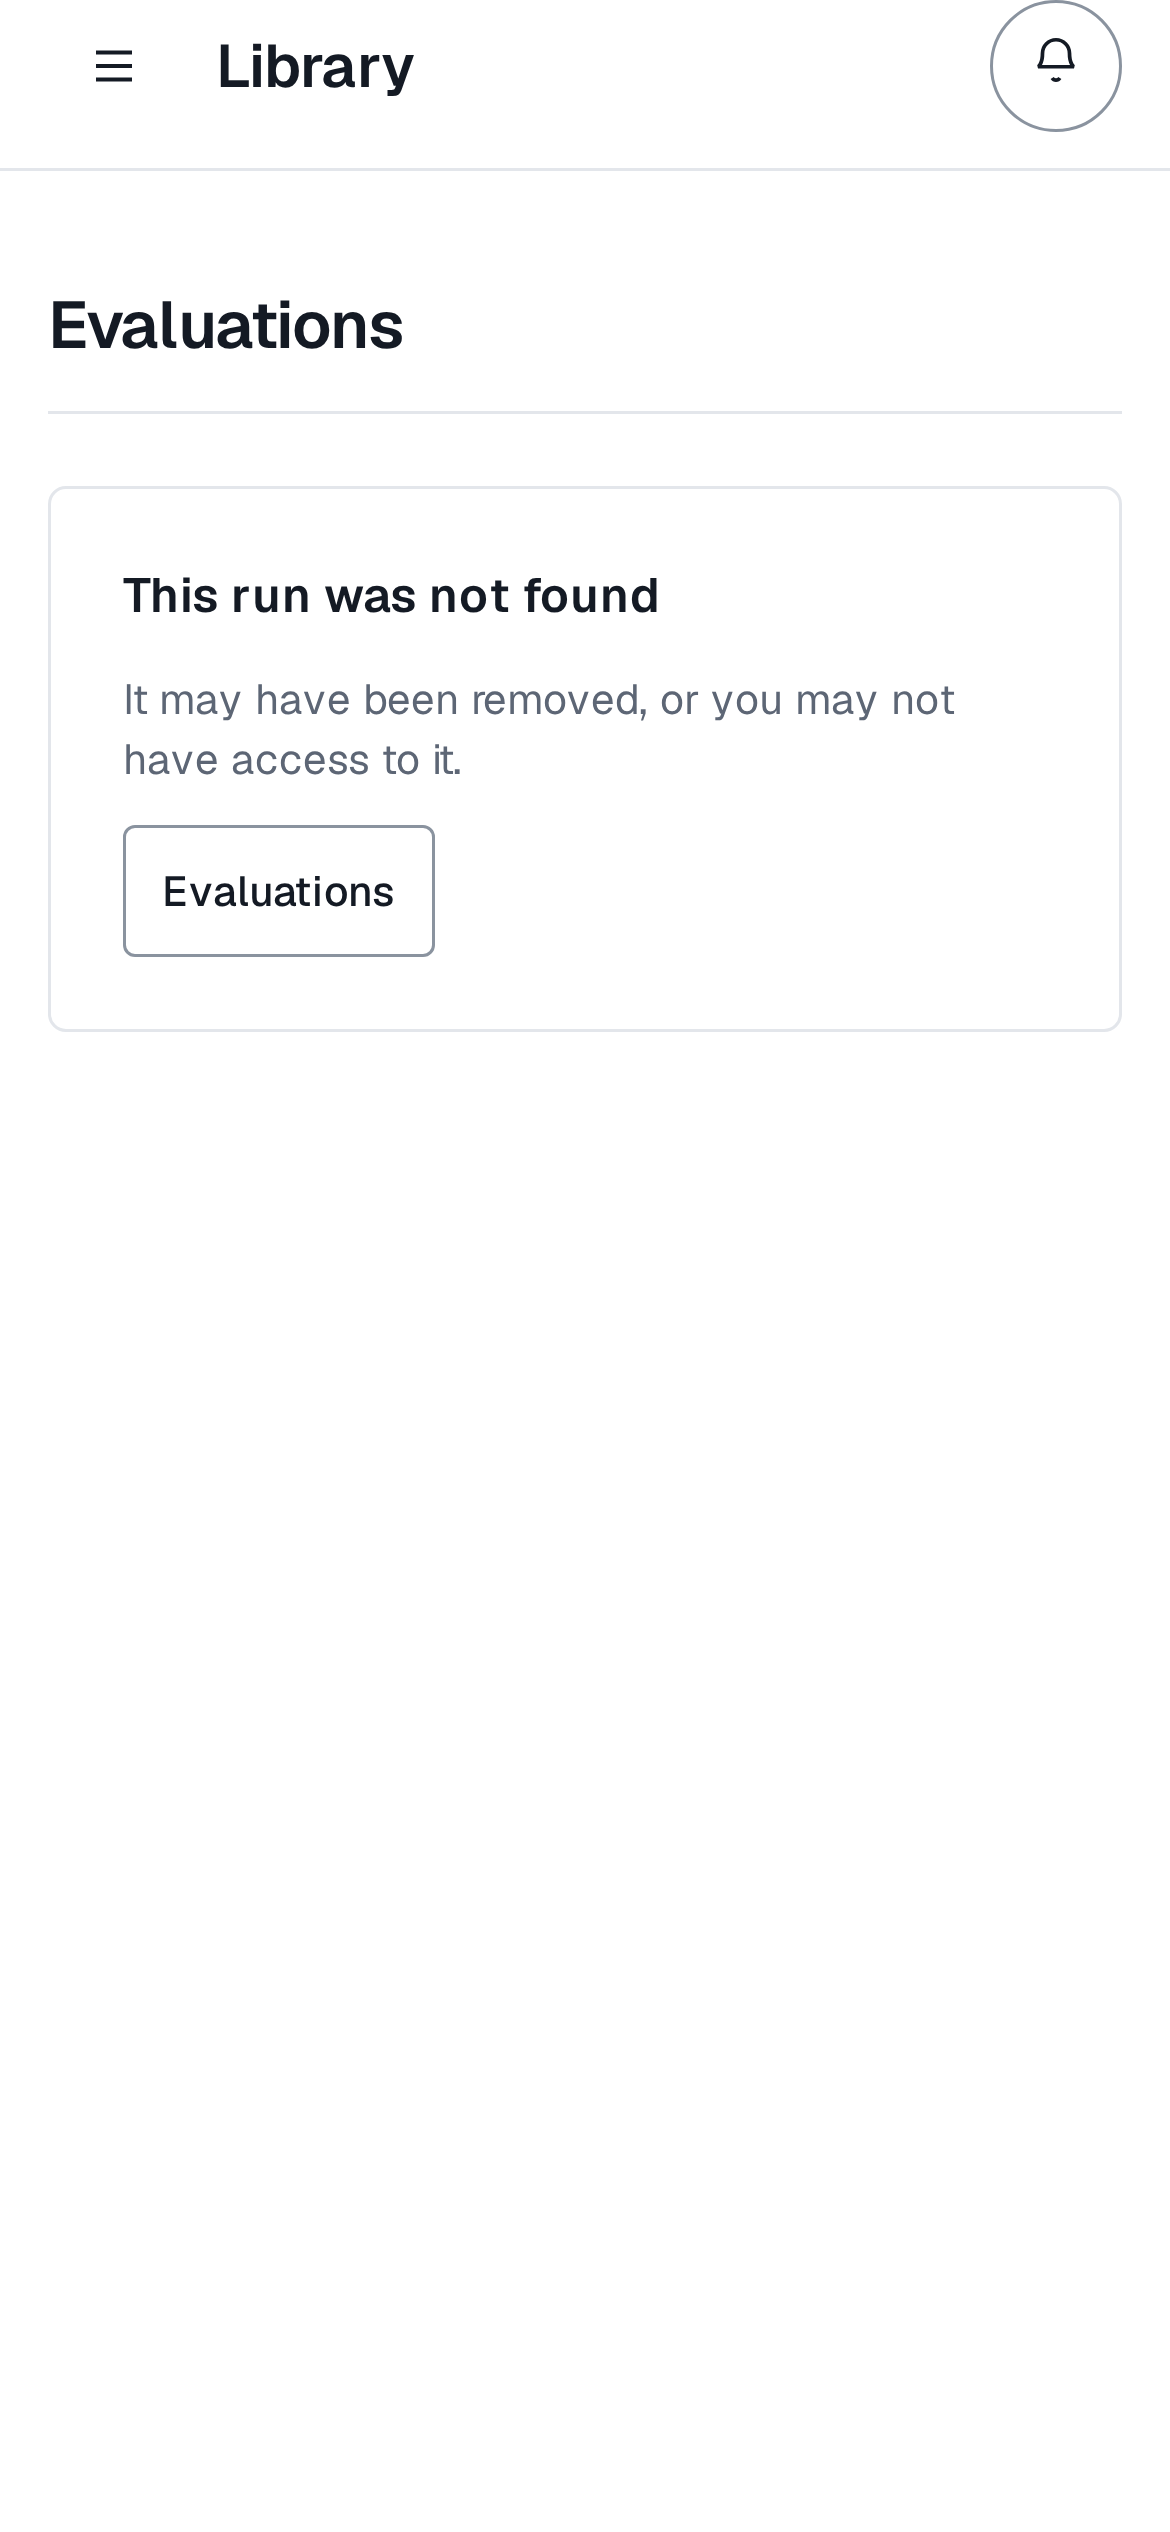 Library
Evaluations
This run was not found
It may have been removed, or you may not
have access to it.
Evaluations